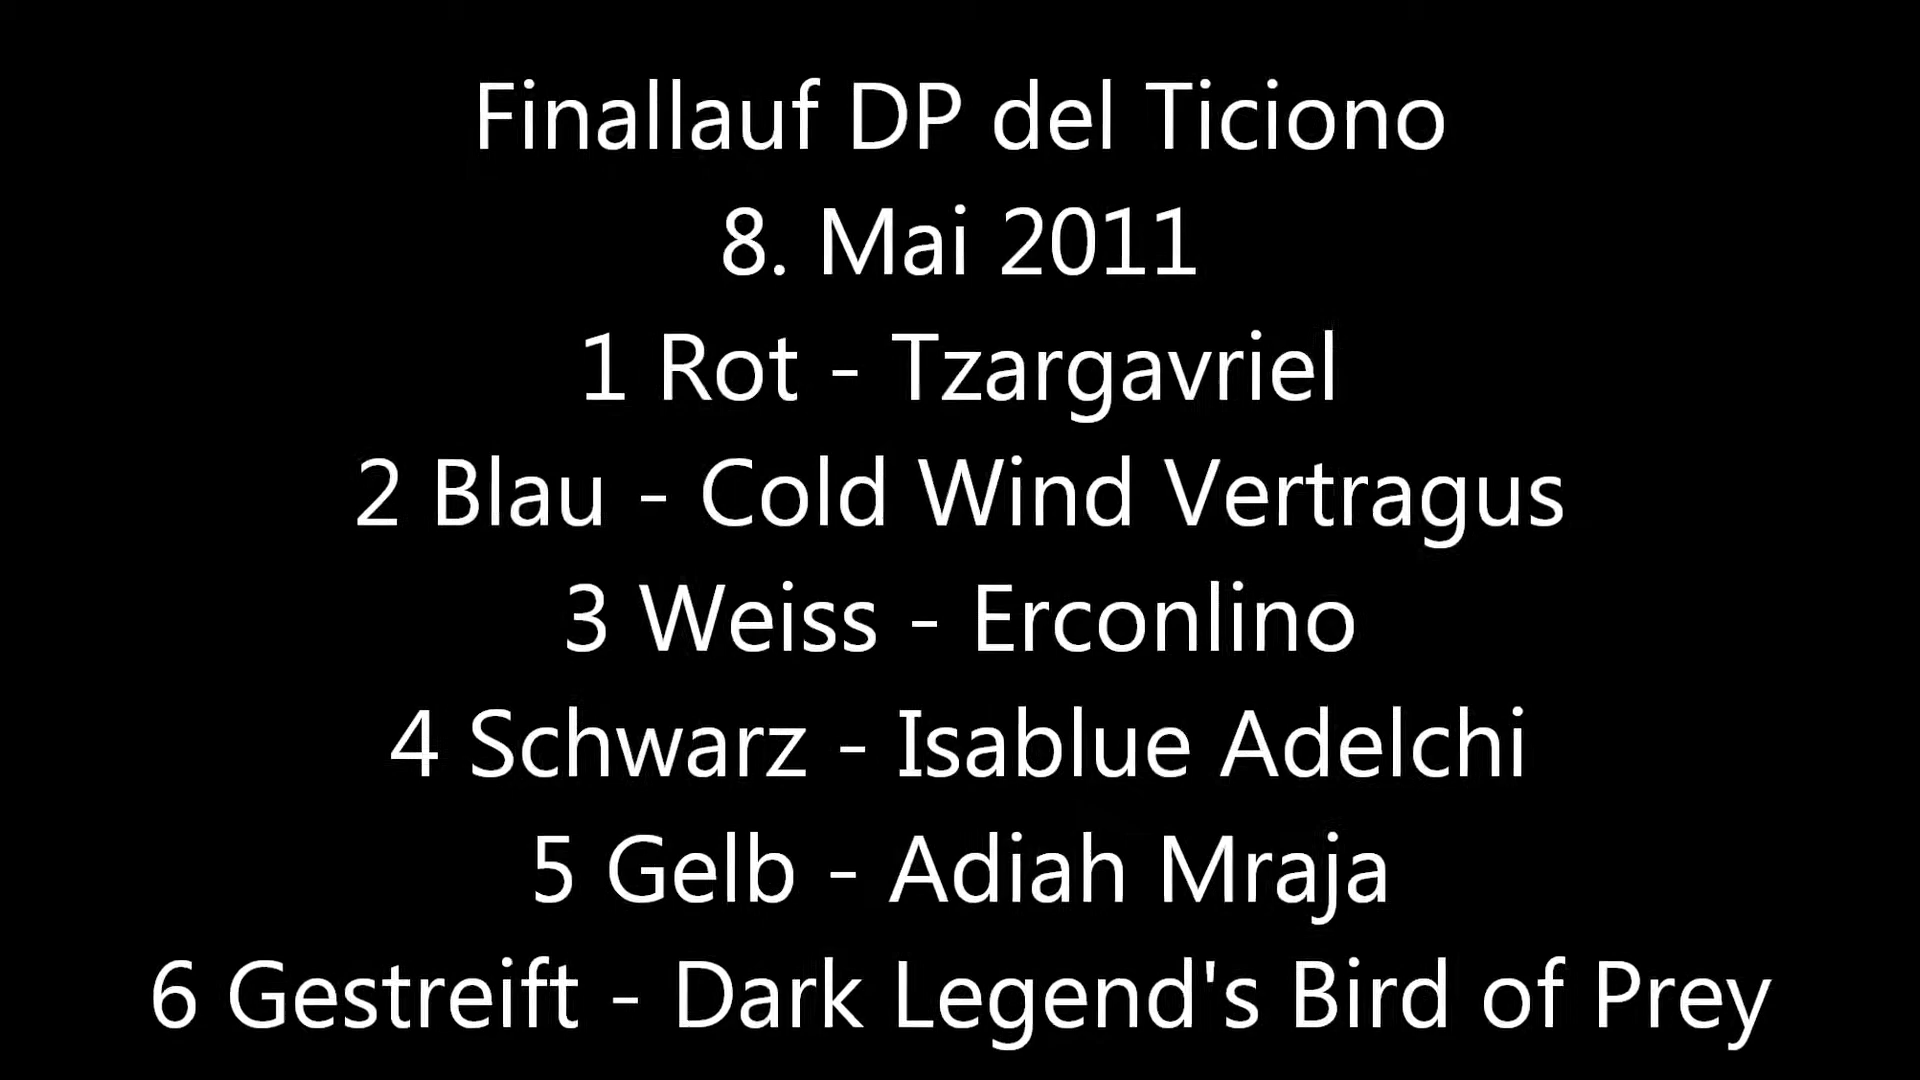 Finallauf DP del Ticiono
8. Mai 2011
1 Rot - Tzargavriel
2 Blau - Cold Wind Vertragus
3 Weiss - Erconlino
4 Schwarz - Isablue Adelchi
5 Gelb - Adiah Mraja
6 Gestreift - Dark Legend's Bird of Prey